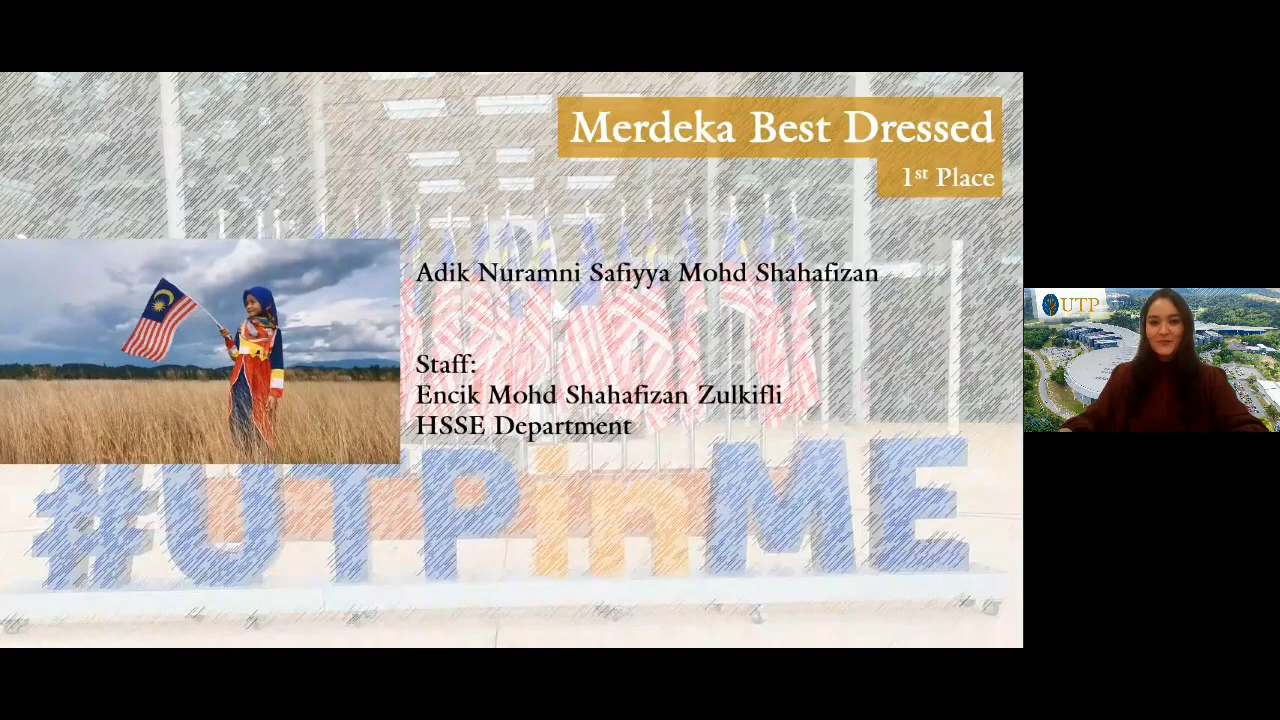 Merdeka Best Dressed
1st Place
Adik Nuramni Safiyya Mohd Shahafizan
Staff:
Encik Mohd Shahafizan Zulkifli
HSSE Department
#UTPinME
UTP